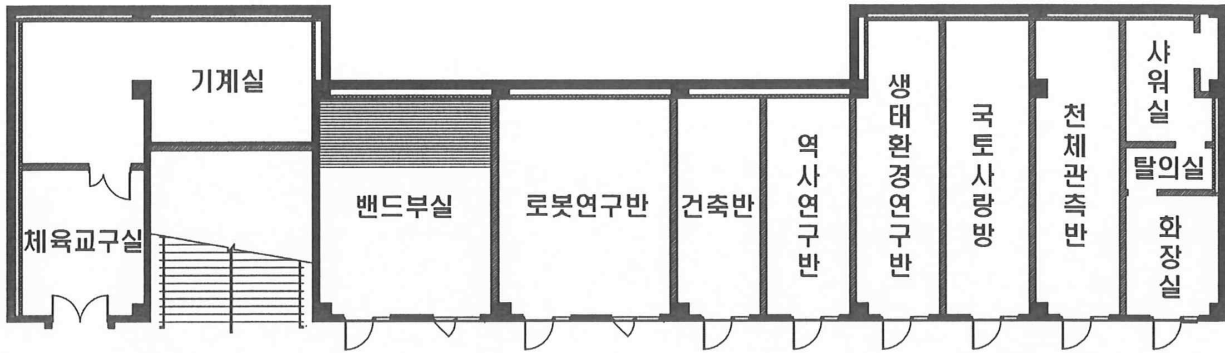 기계실
체육교구실
밴드부실
로봇연구반
건축반
역사연구반
생태환경연구반
국토사랑방
천체관측반
샤워실
탈의실
화장실